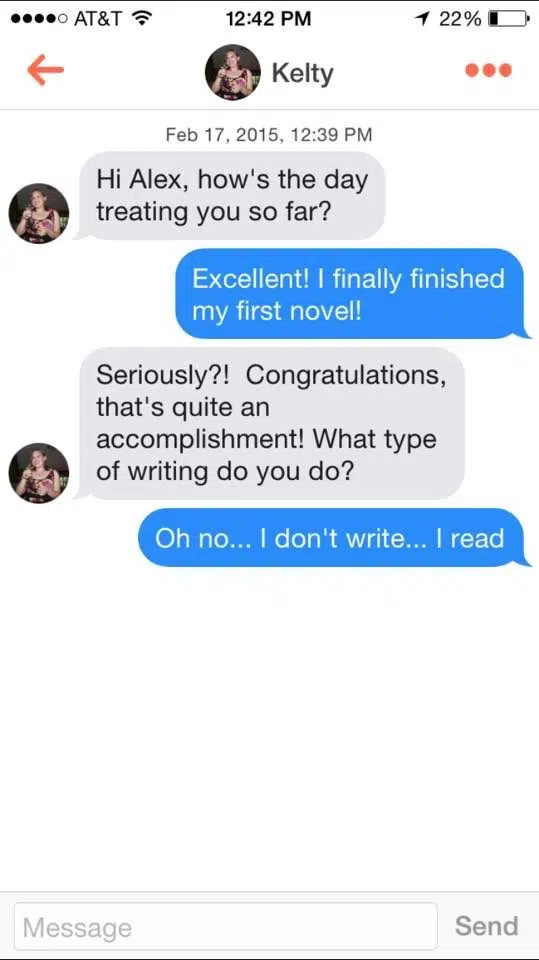 AT&T 12:42 PM 22%
Kelty
Feb 17, 2015, 12:39 PM
Hi Alex, how's the day
treating you so far?
Excellent! I finally finished
my first novel!
Seriously?!  Congratulations,
that's quite an
accomplishment! What type
of writing do you do?
Oh no... I don't write... I read
Message Send